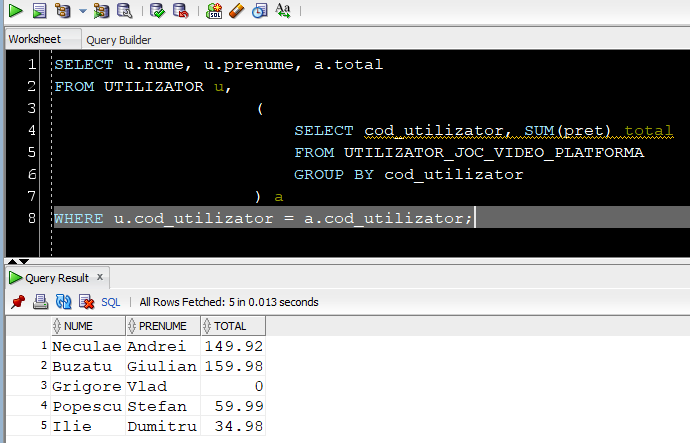 SQL
Aa
Worksheet Query Builder
1 SELECT u.nume, u.prenume, a.total
2 FROM UTILIZATOR u,
3 (
4 SELECT cod_utilizator, SUM(pret) total
5 FROM UTILIZATOR_JOC_VIDEO_PLATFORMA
6 GROUP BY cod_utilizator
7 ) a
8 WHERE u.cod_utilizator = a.cod_utilizator;
Query Result x
SQL | All Rows Fetched: 5 in 0.013 seconds
NUME PRENUME TOTAL
1 Neculae Andrei 149.92
2 Buzatu Giulian 159.98
3 Grigore Vlad 0
4 Popescu Stefan 59.99
5 Ilie Dumitru 34.98